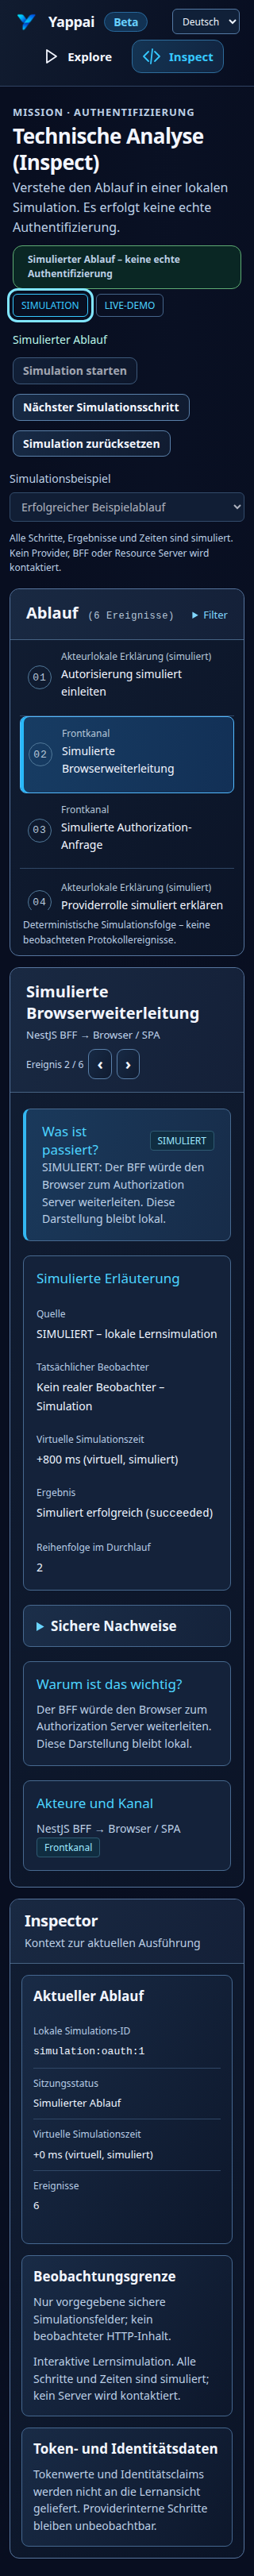 Yappai Beta Deutsch
Explore Inspect
MISSION · AUTHENTIFIZIERUNG
Technische Analyse
(Inspect)
Verstehe den Ablauf in einer lokalen
Simulation. Es erfolgt keine echte
Authentifizierung.
Simulierter Ablauf – keine echte
Authentifizierung
SIMULATION LIVE-DEMO
Simulierter Ablauf
Simulation starten
Nächster Simulationsschritt
Simulation zurücksetzen
Simulationsbeispiel
Erfolgreicher Beispielablauf
Alle Schritte, Ergebnisse und Zeiten sind simuliert.
Kein Provider, BFF oder Resource Server wird
kontaktiert.
Ablauf (6 Ereignisse) ▶ Filter
Akteurlokale Erklärung (simuliert)
01 Autorisierung simuliert
einleiten
Frontkanal
02 Simulierte
Browserweiterleitung
Frontkanal
03 Simulierte Authorization-
Anfrage
Akteurlokale Erklärung (simuliert)
04 Providerrolle simuliert erklären
Deterministische Simulationsfolge – keine
beobachteten Protokollereignisse.
Simulierte
Browserweiterleitung
NestJS BFF → Browser / SPA
Ereignis 2 / 6 ‹ ›
Was ist
passiert? SIMULIERT
SIMULIERT: Der BFF würde den
Browser zum Authorization
Server weiterleiten. Diese
Darstellung bleibt lokal.
Simulierte Erläuterung
Quelle
SIMULIERT – lokale Lernsimulation
Tatsächlicher Beobachter
Kein realer Beobachter –
Simulation
Virtuelle Simulationszeit
+800 ms (virtuell, simuliert)
Ergebnis
Simuliert erfolgreich (succeeded)
Reihenfolge im Durchlauf
2
▶ Sichere Nachweise
Warum ist das wichtig?
Der BFF würde den Browser zum
Authorization Server weiterleiten.
Diese Darstellung bleibt lokal.
Akteure und Kanal
NestJS BFF → Browser / SPA
Frontkanal
Inspector
Kontext zur aktuellen Ausführung
Aktueller Ablauf
Lokale Simulations-ID
simulation:oauth:1
Sitzungsstatus
Simulierter Ablauf
Virtuelle Simulationszeit
+0 ms (virtuell, simuliert)
Ereignisse
6
Beobachtungsgrenze
Nur vorgegebene sichere
Simulationsfelder; kein
beobachteter HTTP-Inhalt.
Interaktive Lernsimulation. Alle
Schritte und Zeiten sind simuliert;
kein Server wird kontaktiert.
Token- und Identitätsdaten
Tokenwerte und Identitätsclaims
werden nicht an die Lernansicht
geliefert. Providerinterne Schritte
bleiben unbeobachtbar.